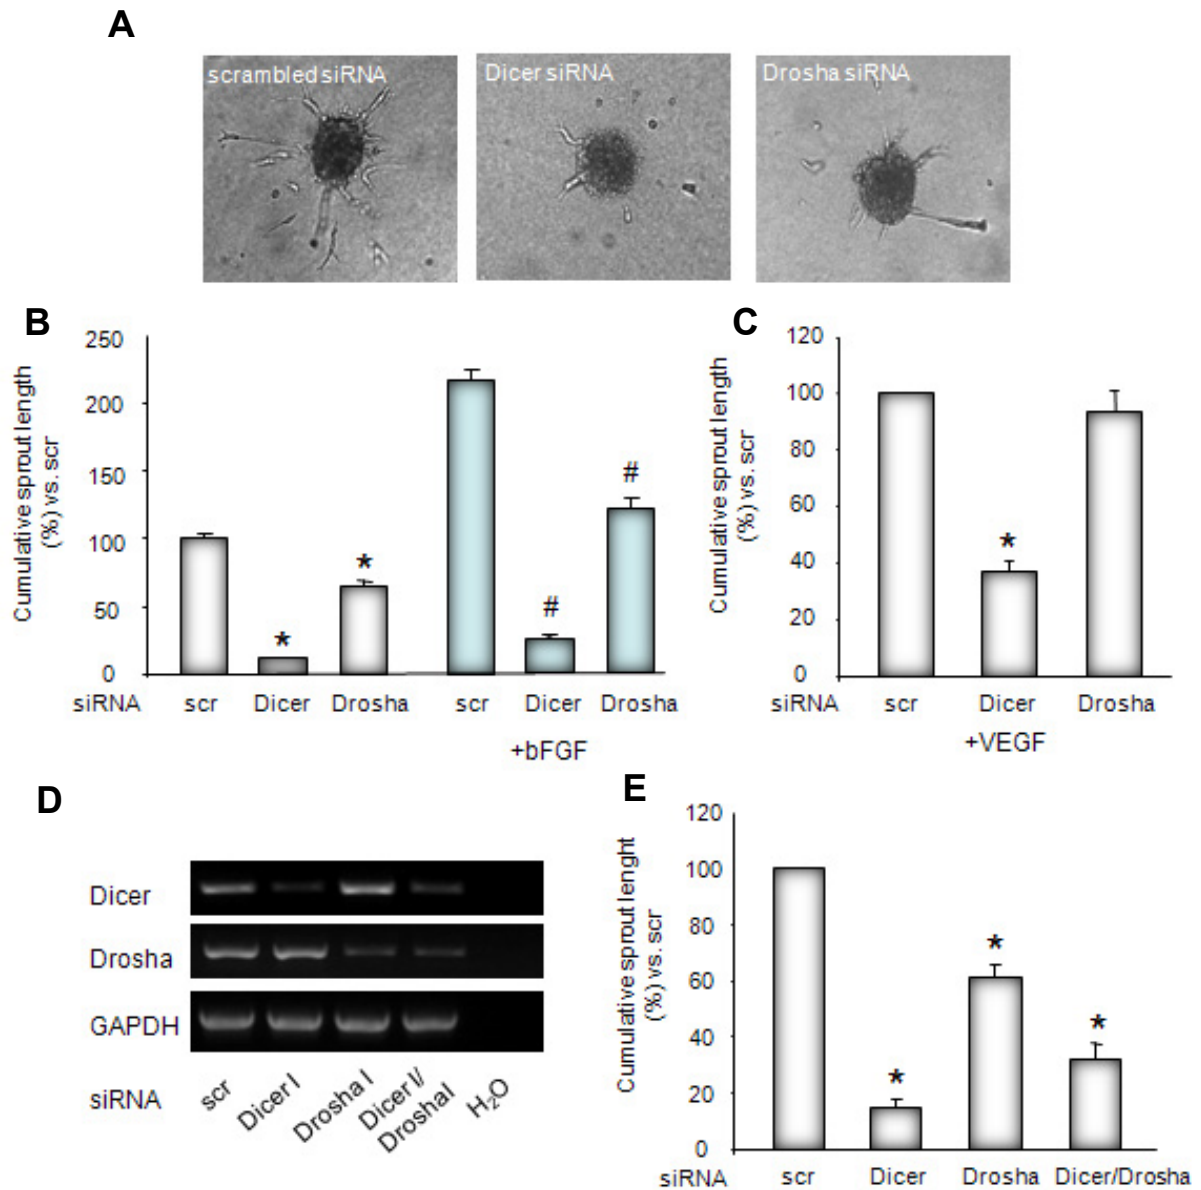 A
scrambled siRNA
Dicer siRNA
Drosha siRNA
B
Cumulative sprout length
(%) vs. scr
250
200
150
100
50
0
*
*
#
#
siRNA scr Dicer Drosha scr Dicer Drosha
+bFGF
C
Cumulative sprout length
(%) vs. scr
120
100
80
60
40
20
0
*
siRNA scr Dicer Drosha
+VEGF
D
Dicer
Drosha
GAPDH
siRNA
scr
Dicer I
Drosha I
Dicer I/
DroshaI
H₂O
E
Cumulative sprout lenght
(%) vs. scr
120
100
80
60
40
20
0
*
*
*
siRNA scr Dicer Drosha Dicer/Drosha